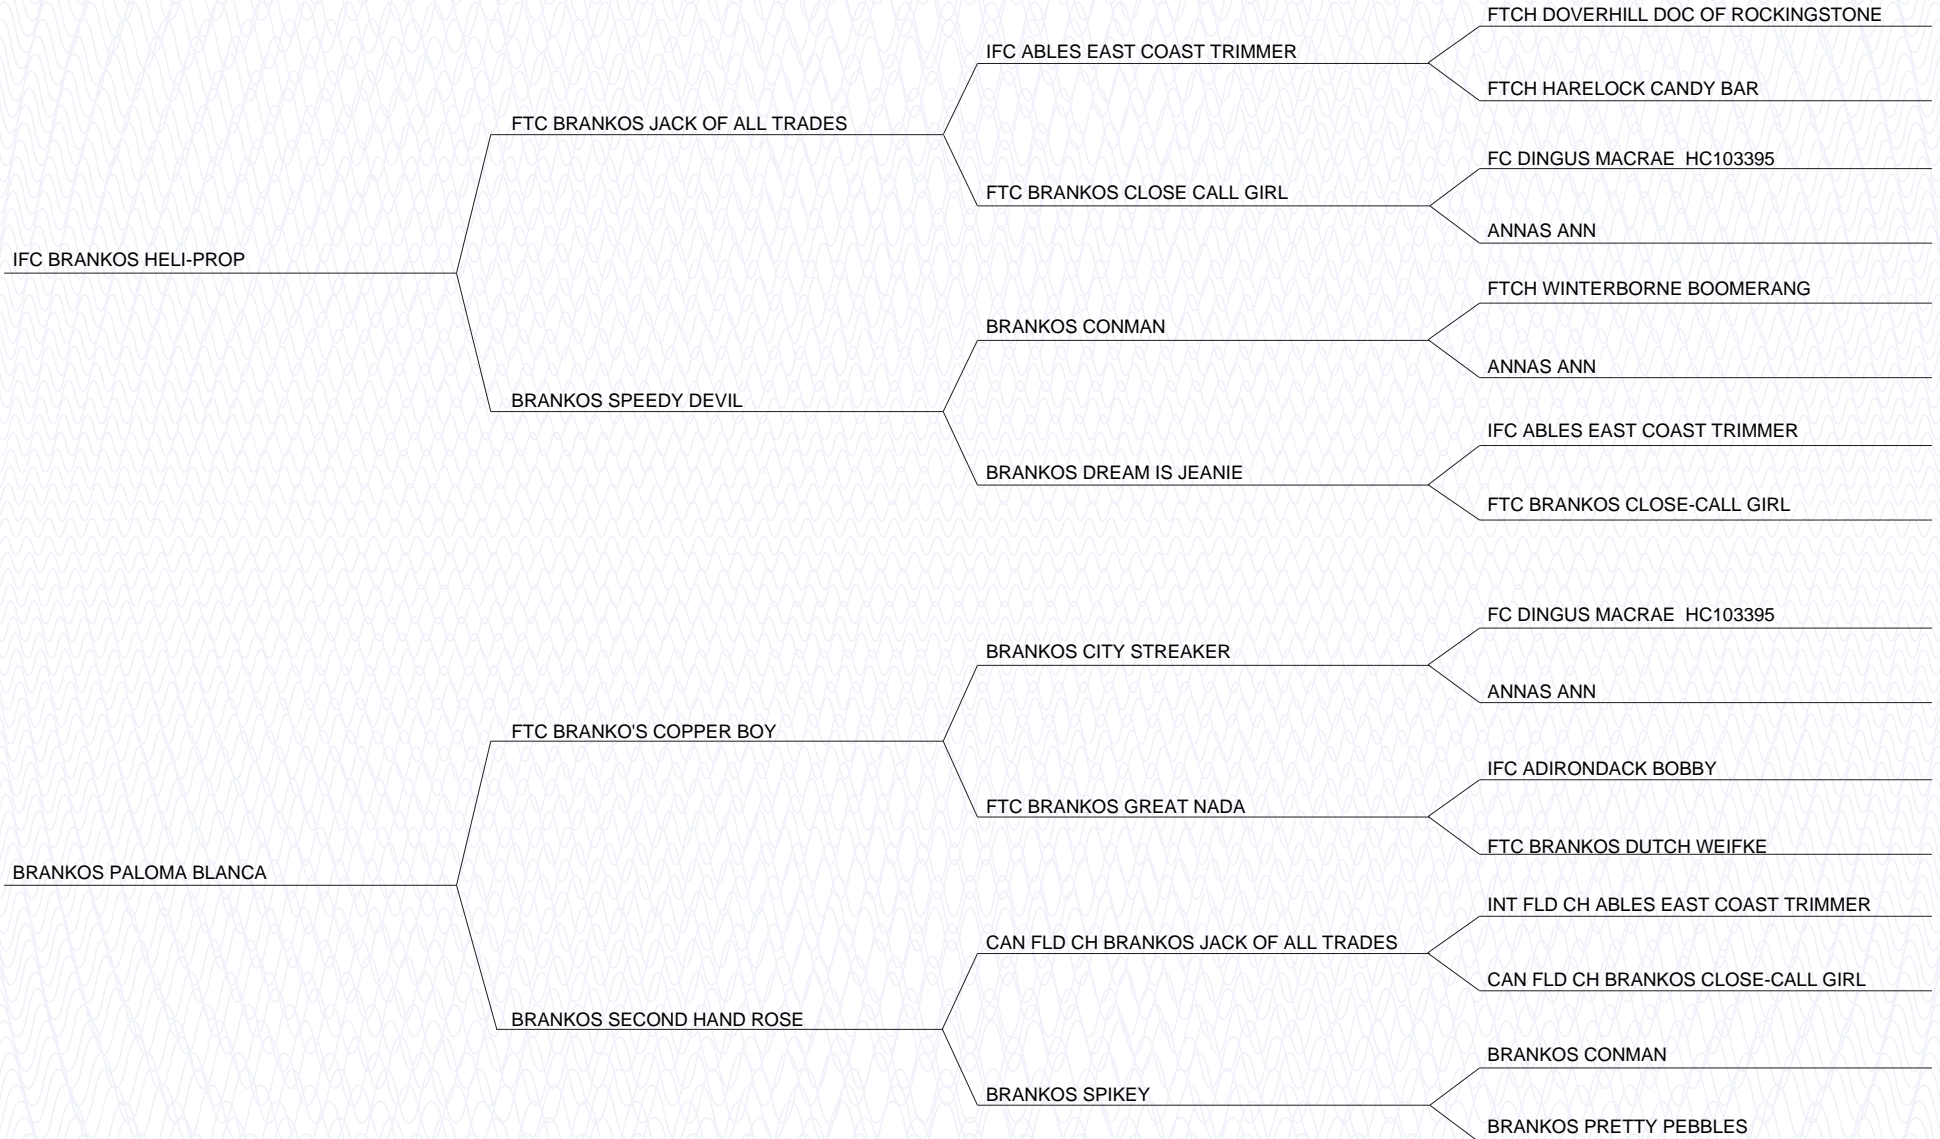 FTCH DOVERHILL DOC OF ROCKINGSTONE
IFC ABLES EAST COAST TRIMMER
FTCH HARELOCK CANDY BAR
FTC BRANKOS JACK OF ALL TRADES
FC DINGUS MACRAE  HC103395
FTC BRANKOS CLOSE CALL GIRL
ANNAS ANN
IFC BRANKOS HELI-PROP
FTCH WINTERBORNE BOOMERANG
BRANKOS CONMAN
ANNAS ANN
BRANKOS SPEEDY DEVIL
IFC ABLES EAST COAST TRIMMER
BRANKOS DREAM IS JEANIE
FTC BRANKOS CLOSE-CALL GIRL
FC DINGUS MACRAE  HC103395
BRANKOS CITY STREAKER
ANNAS ANN
FTC BRANKO'S COPPER BOY
IFC ADIRONDACK BOBBY
FTC BRANKOS GREAT NADA
FTC BRANKOS DUTCH WEIFKE
BRANKOS PALOMA BLANCA
INT FLD CH ABLES EAST COAST TRIMMER
CAN FLD CH BRANKOS JACK OF ALL TRADES
CAN FLD CH BRANKOS CLOSE-CALL GIRL
BRANKOS SECOND HAND ROSE
BRANKOS CONMAN
BRANKOS SPIKEY
BRANKOS PRETTY PEBBLES